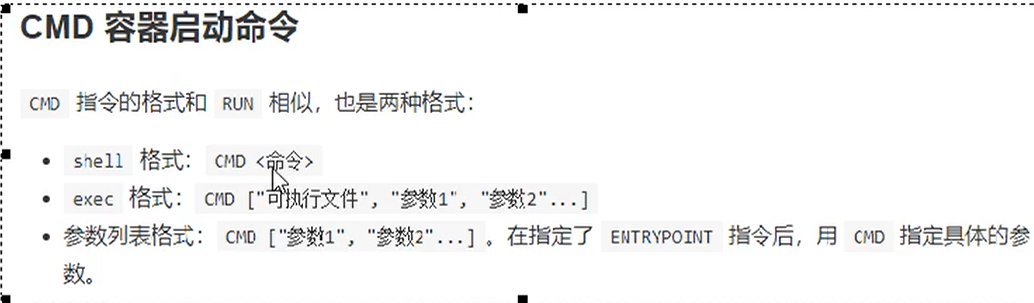 CMD 容器启动命令
CMD 指令的格式和 RUN 相似，也是两种格式：
shell 格式： CMD <命令>
exec 格式： CMD ["可执行文件", "参数1", "参数2"...]
参数列表格式： CMD ["参数1", "参数2"...] 。在指定了 ENTRYPOINT 指令后，用 CMD 指定具体的参
数。